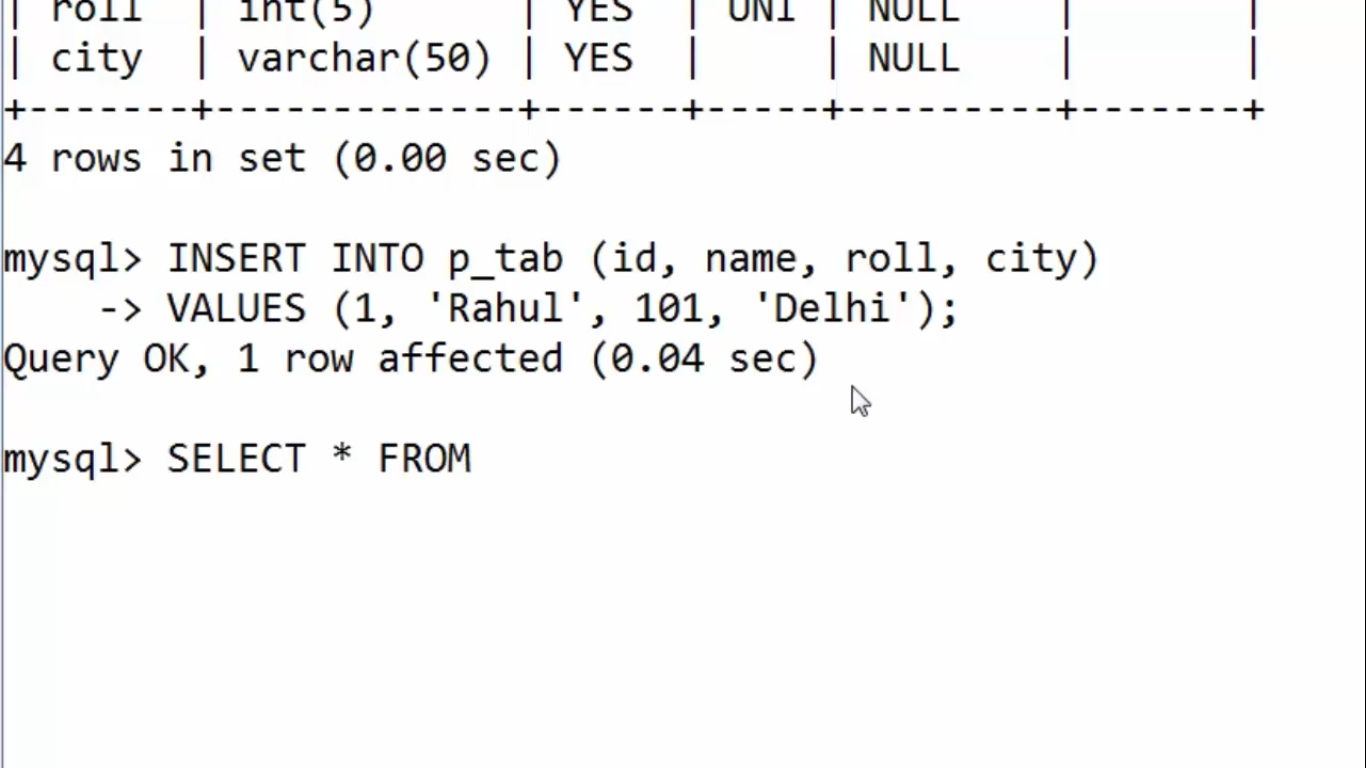 | roll | int(5) | YES | UNI | NULL | |
| city | varchar(50) | YES | | NULL | |
+-------+-------------+------+-----+---------+-------+
4 rows in set (0.00 sec)
mysql> INSERT INTO p_tab (id, name, roll, city)
-> VALUES (1, 'Rahul', 101, 'Delhi');
Query OK, 1 row affected (0.04 sec)
mysql> SELECT * FROM